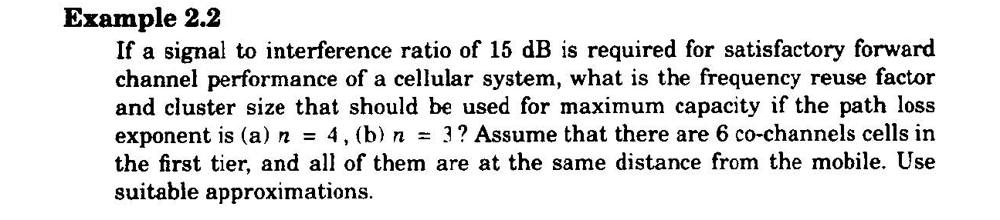 Example 2.2
If a signal to interference ratio of 15 dB is required for satisfactory forward
channel performance of a cellular system, what is the frequency reuse factor
and cluster size that should be used for maximum capacity if the path loss
exponent is (a) n = 4 , (b) n = 3 ? Assume that there are 6 co-channels cells in
the first tier, and all of them are at the same distance from the mobile. Use
suitable approximations.